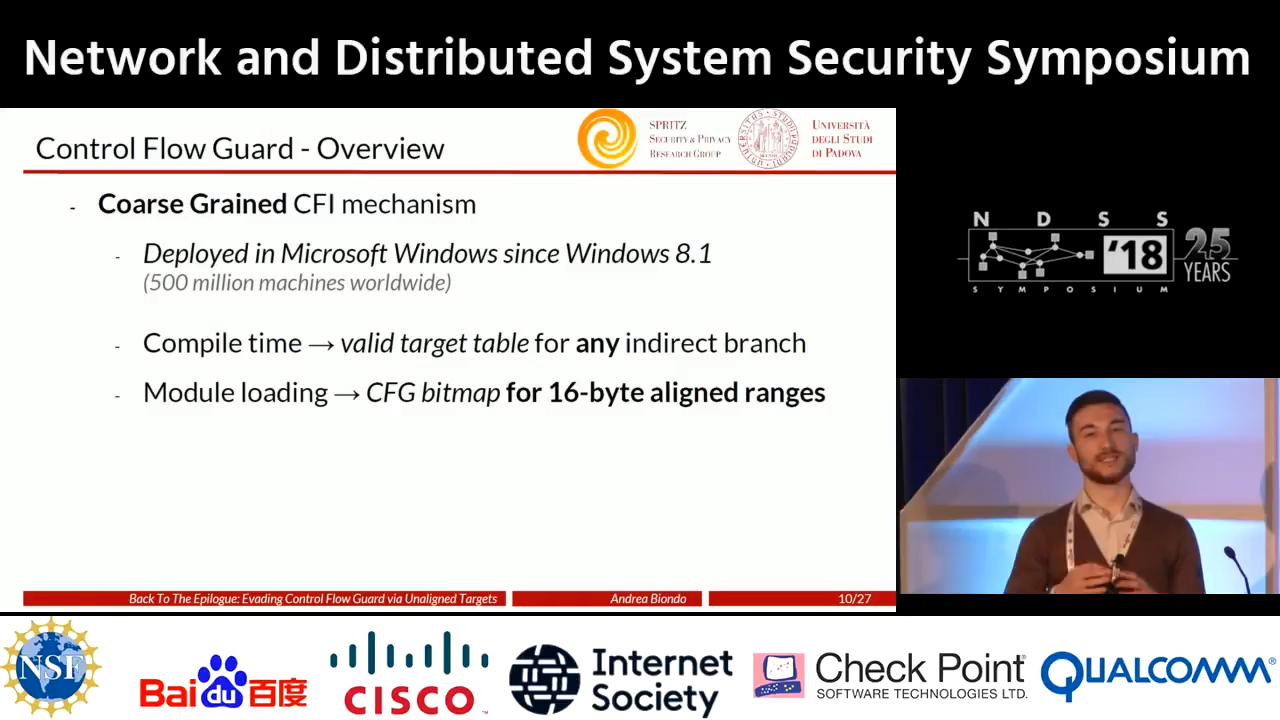 Network and Distributed System Security Symposium
Control Flow Guard - Overview
SPRITZ
SECURITY & PRIVACY
RESEARCH GROUP
UNIVERSITÀ
DEGLI STUDI
DI PADOVA
- Coarse Grained CFI mechanism
- Deployed in Microsoft Windows since Windows 8.1
(500 million machines worldwide)
- Compile time → valid target table for any indirect branch
- Module loading → CFG bitmap for 16-byte aligned ranges
Back To The Epilogue: Evading Control Flow Guard via Unaligned Targets
Andrea Biondo
10/27
N D S S
'18
25
YEARS
SYMPOSIUM
NSF
Bai du 百度
CISCO
Internet
Society
Check Point
SOFTWARE TECHNOLOGIES LTD.
QUALCOMM®